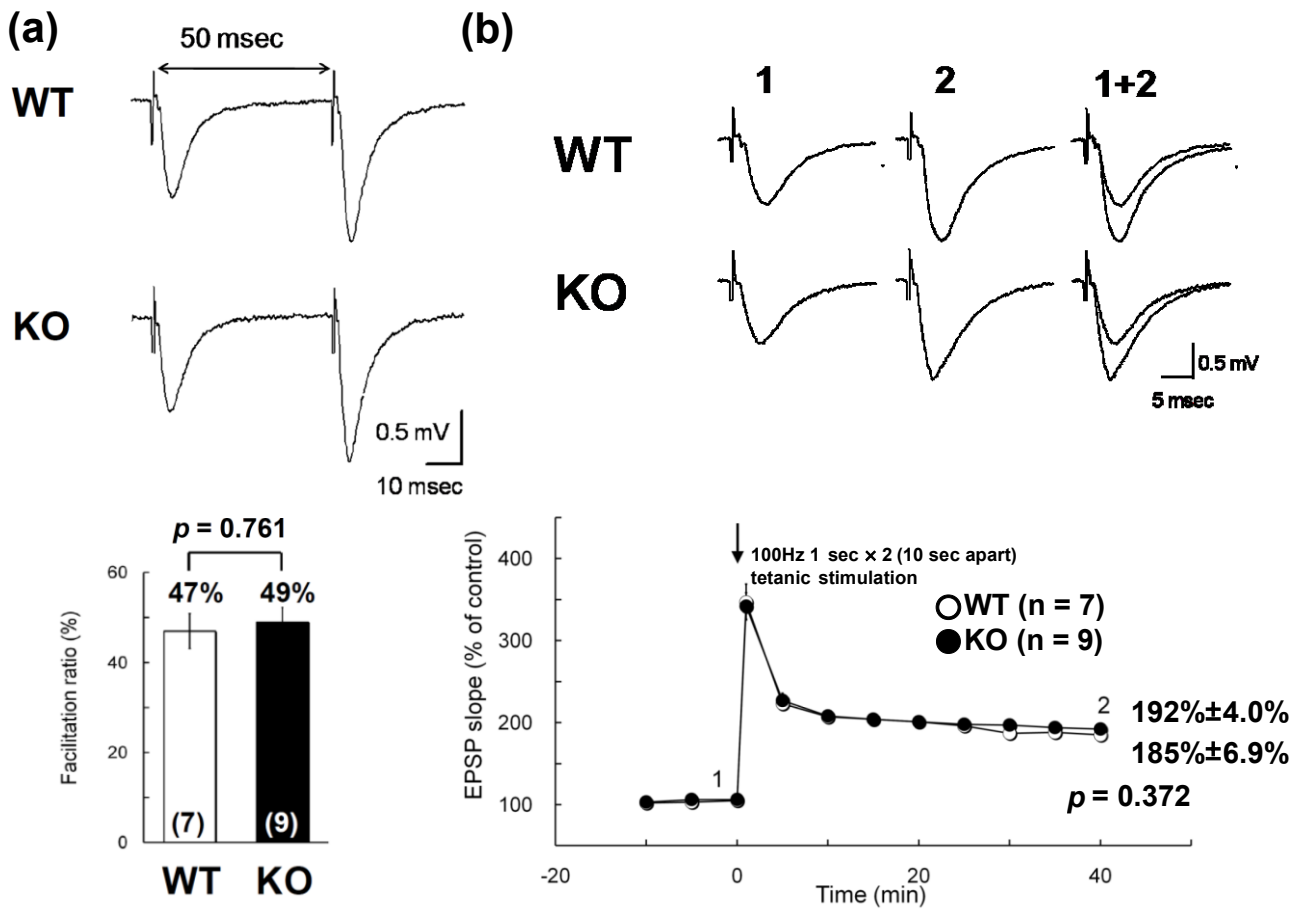 (a)
50 msec
WT
KO
0.5 mV
10 msec
p = 0.761
47% 49%
Facilitation ratio (%)
60
40
20
0
(7) (9)
WT KO
(b)
1 2 1+2
WT
KO
0.5 mV
5 msec
EPSP slope (% of control)
400
300
200
100
100Hz 1 sec × 2 (10 sec apart)
tetanic stimulation
WT (n = 7)
KO (n = 9)
1
2
192%±4.0%
185%±6.9%
p = 0.372
-20 0 20 40
Time (min)